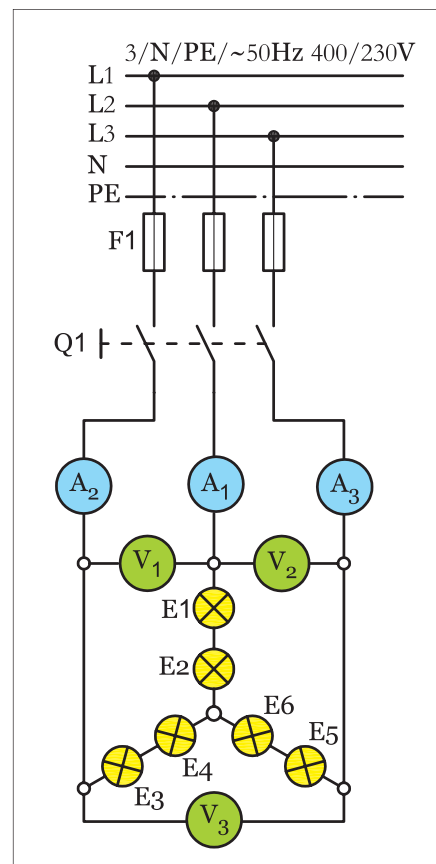 3/N/PE/~50Hz 400/230V
L1
L2
L3
N
PE
F1
Q1
A₂ A₁ A₃
V₁ V₂
E1
E2
E6
E5
E4
E3
V₃